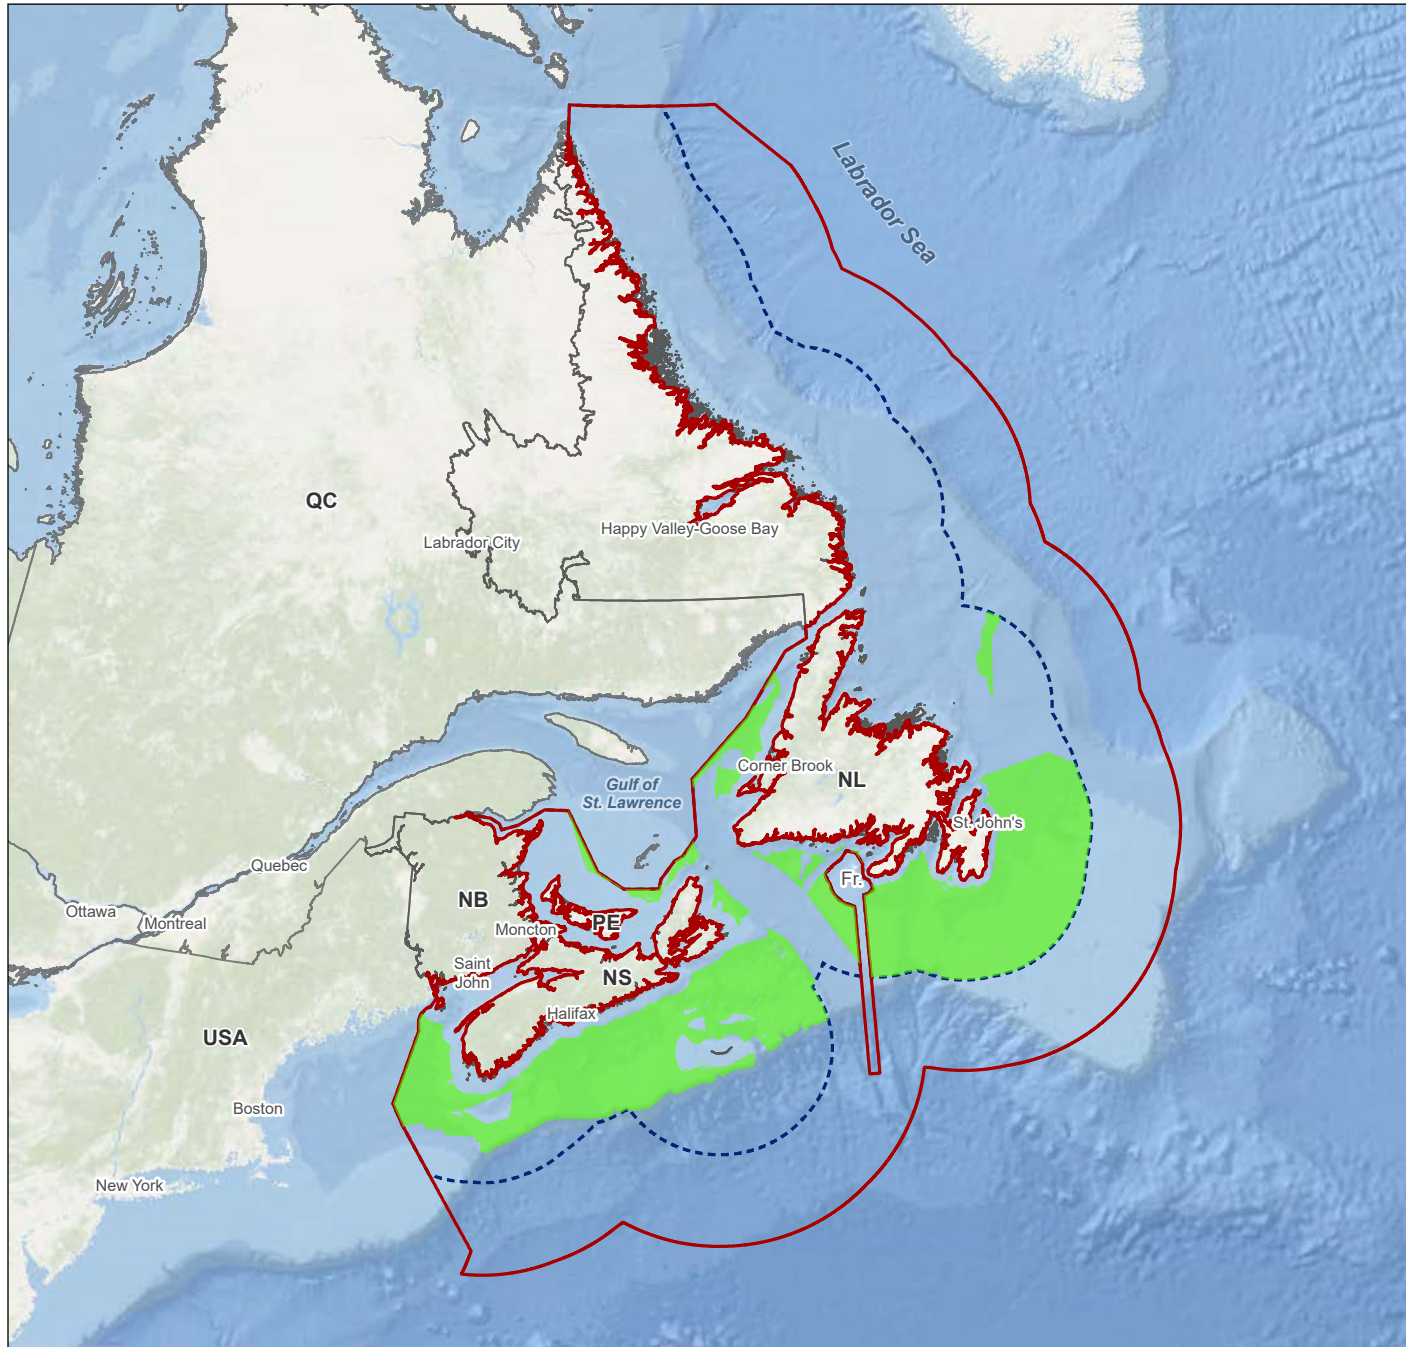 Labrador Sea
QC
Happy Valley-Goose Bay
Labrador City
Corner Brook
NL
Gulf of
St. Lawrence
St. John's
Quebec
Fr.
NB
Ottawa
Montreal
PE
Moncton
Saint
John
NS
Halifax
USA
Boston
New York